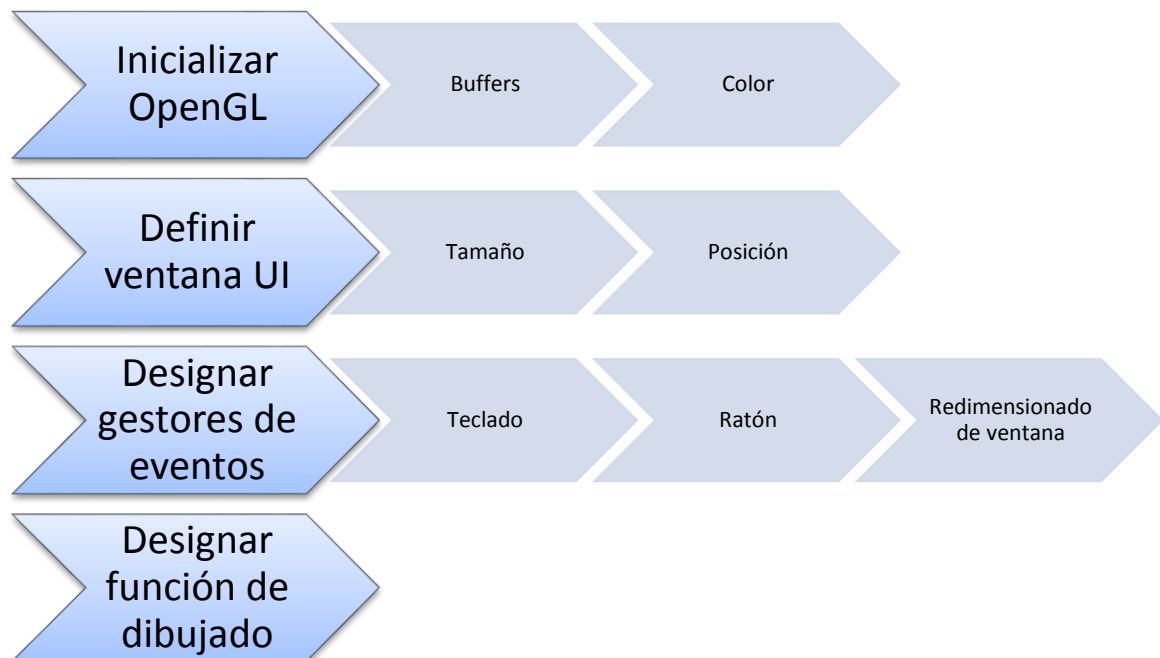 Inicializar
OpenGL
Buffers
Color
Definir
ventana UI
Tamaño
Posición
Designar
gestores de
eventos
Teclado
Ratón
Redimensionado
de ventana
Designar
función de
dibujado